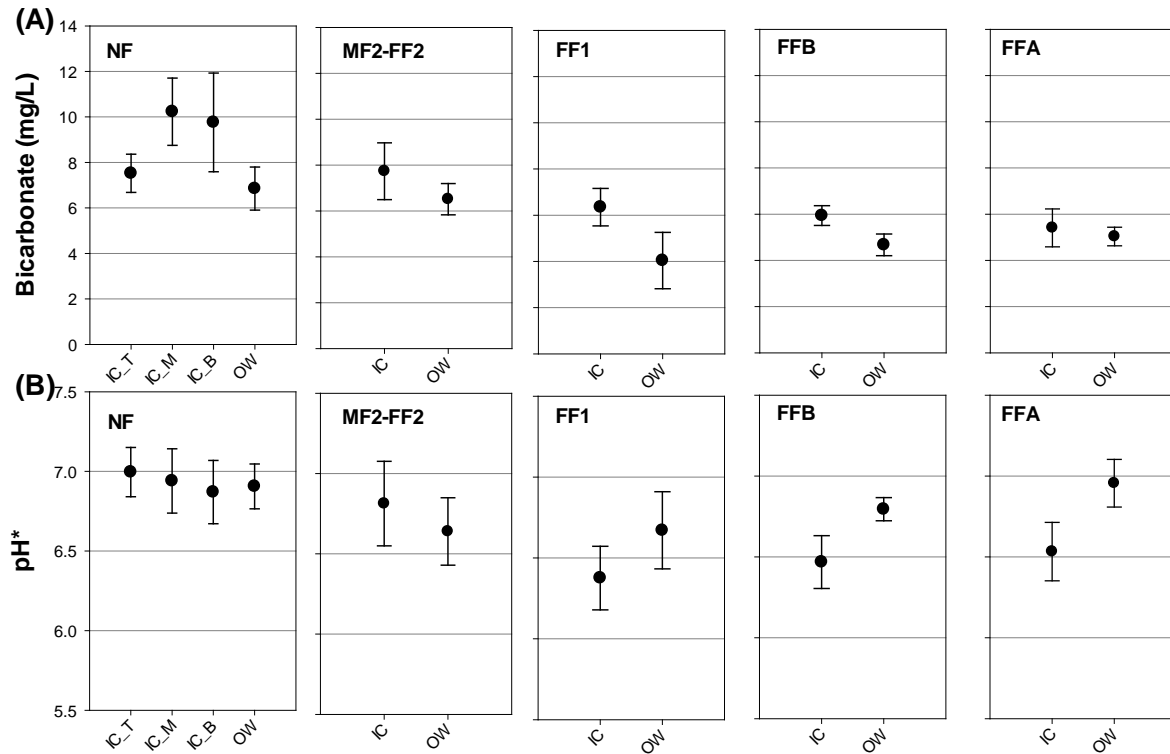 (A)
Bicarbonate (mg/L)
14
12
10
8
6
4
2
0
NF
MF2-FF2
FF1
FFB
FFA
IC_T
IC_M
IC_B
OW
IC
OW
IC
OW
IC
OW
IC
OW
(B)
pH*
7.5
7.0
6.5
6.0
5.5
NF
MF2-FF2
FF1
FFB
FFA
IC_T
IC_M
IC_B
OW
IC
OW
IC
OW
IC
OW
IC
OW